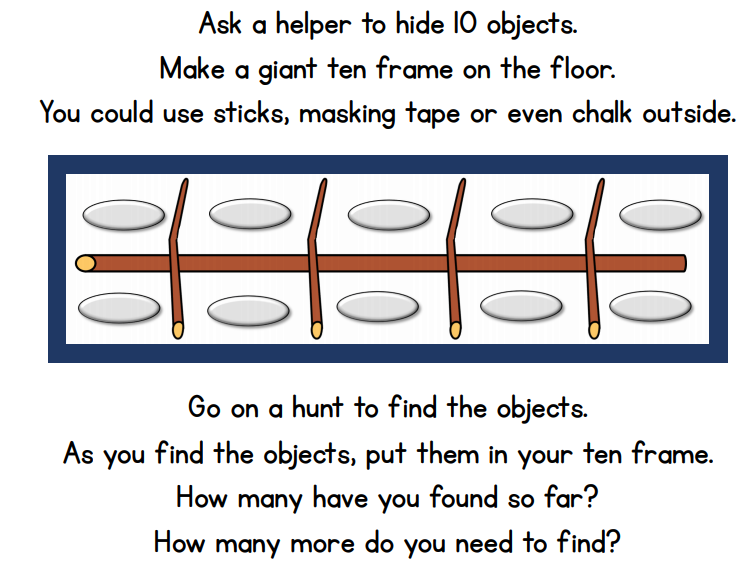 Ask a helper to hide 10 objects.
Make a giant ten frame on the floor.
You could use sticks, masking tape or even chalk outside.
Go on a hunt to find the objects.
As you find the objects, put them in your ten frame.
How many have you found so far?
How many more do you need to find?